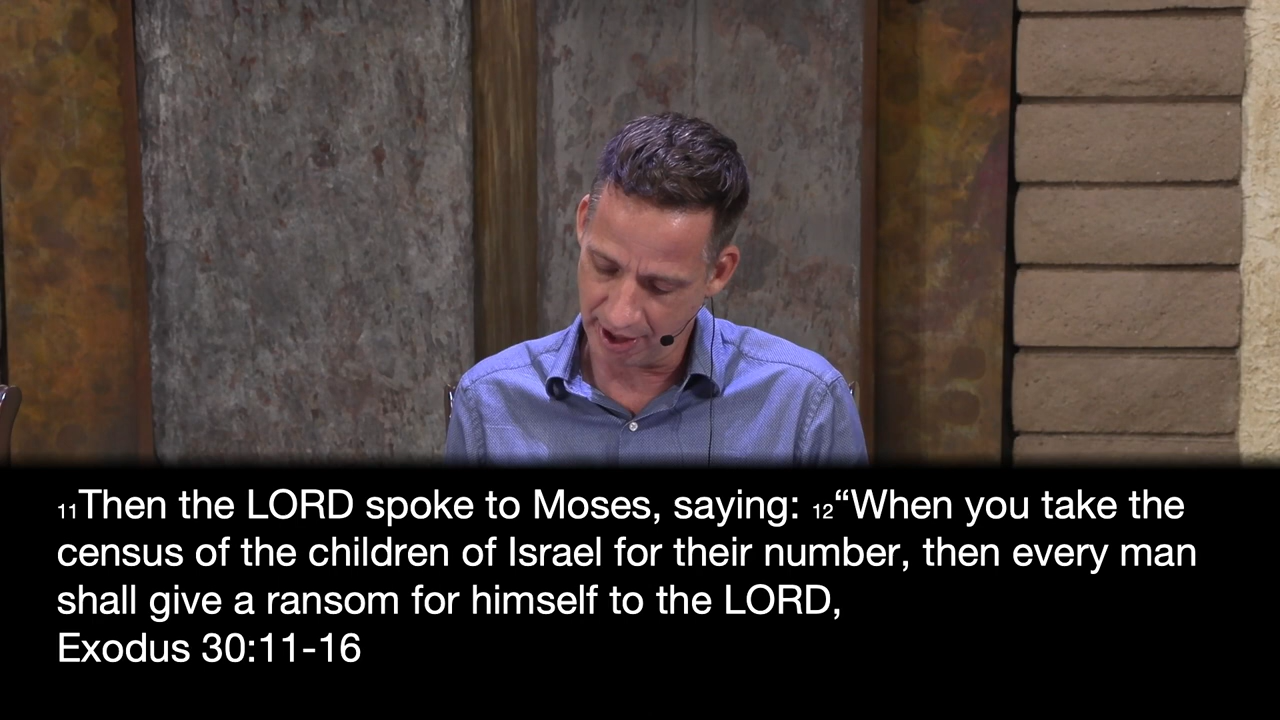 11Then the LORD spoke to Moses, saying: 12“When you take the
census of the children of Israel for their number, then every man
shall give a ransom for himself to the LORD,
Exodus 30:11-16